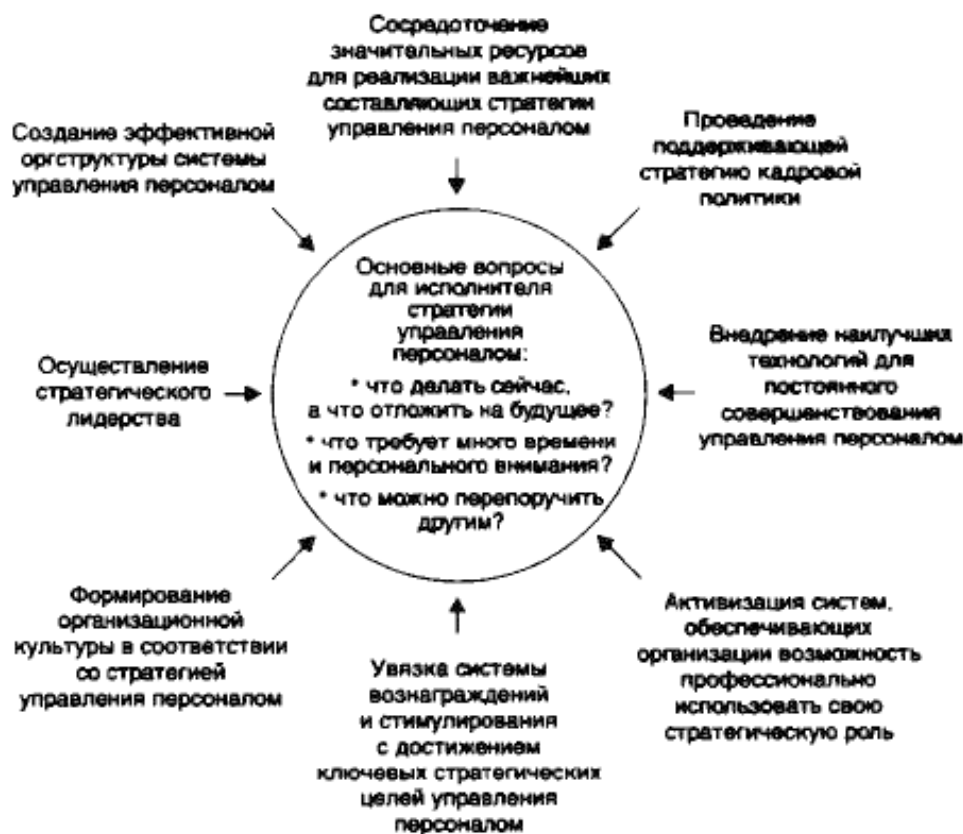 Сосредоточение
значительных ресурсов
для реализации важнейших
составляющих стратегии
управления персоналом
Создание эффективной
оргструктуры системы
управления персоналом
Проведение
поддерживающей
стратегию кадровой
политики
Основные вопросы
для исполнителя
стратегии
управления
персоналом:
* что делать сейчас,
а что отложить на будущее?
* что требует много времени
и персонального внимания?
* что можно перепоручить
другим?
Осуществление
стратегического
лидерства
Внедрение наилучших
технологий для
постоянного
совершенствования
управления персоналом
Формирование
организационной
культуры в соответствии
со стратегией
управления персоналом
Увязка системы
вознаграждений
и стимулирования
с достижением
ключевых стратегических
целей управления
персоналом
Активизация систем,
обеспечивающих
организации возможность
профессионально
использовать свою
стратегическую роль